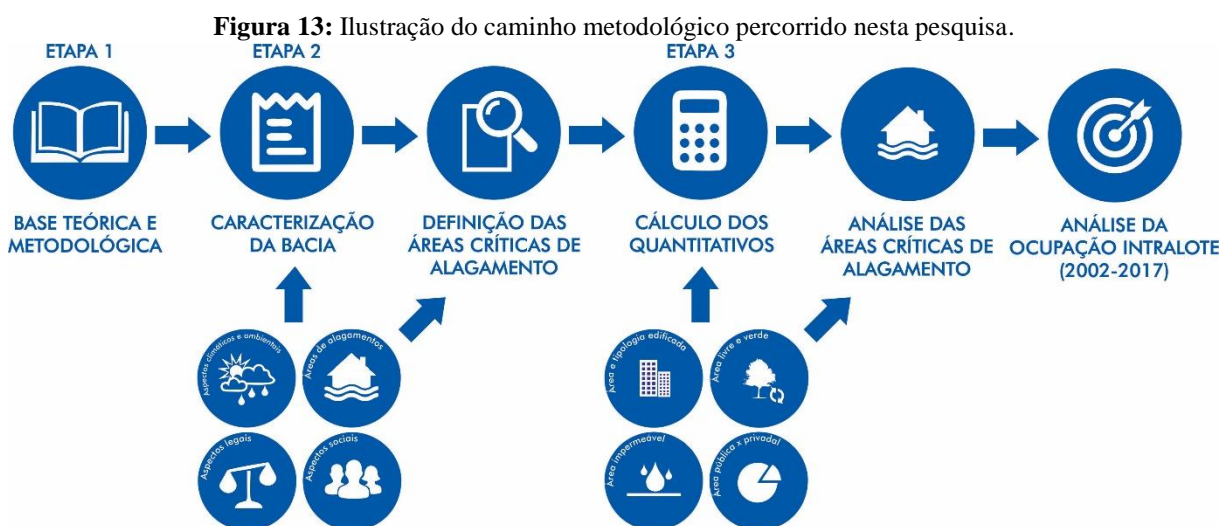 Figura 13: Ilustração do caminho metodológico percorrido nesta pesquisa.
ETAPA 1
BASE TEÓRICA E
METODOLÓGICA
ETAPA 2
CARACTERIZAÇÃO
DA BACIA
DEFINIÇÃO DAS
ÁREAS CRÍTICAS DE
ALAGAMENTO
ETAPA 3
CÁLCULO DOS
QUANTITATIVOS
ANÁLISE DAS
ÁREAS CRÍTICAS DE
ALAGAMENTO
ANÁLISE DA
OCUPAÇÃO INTRALOTE
(2002-2017)
Aspectos climáticos e ambientais
Áreas de alagamentos
Aspectos legais
Aspectos sociais
Área e tipologia edificada
Área livre e verde
Área impermeável
Área pública x privada!